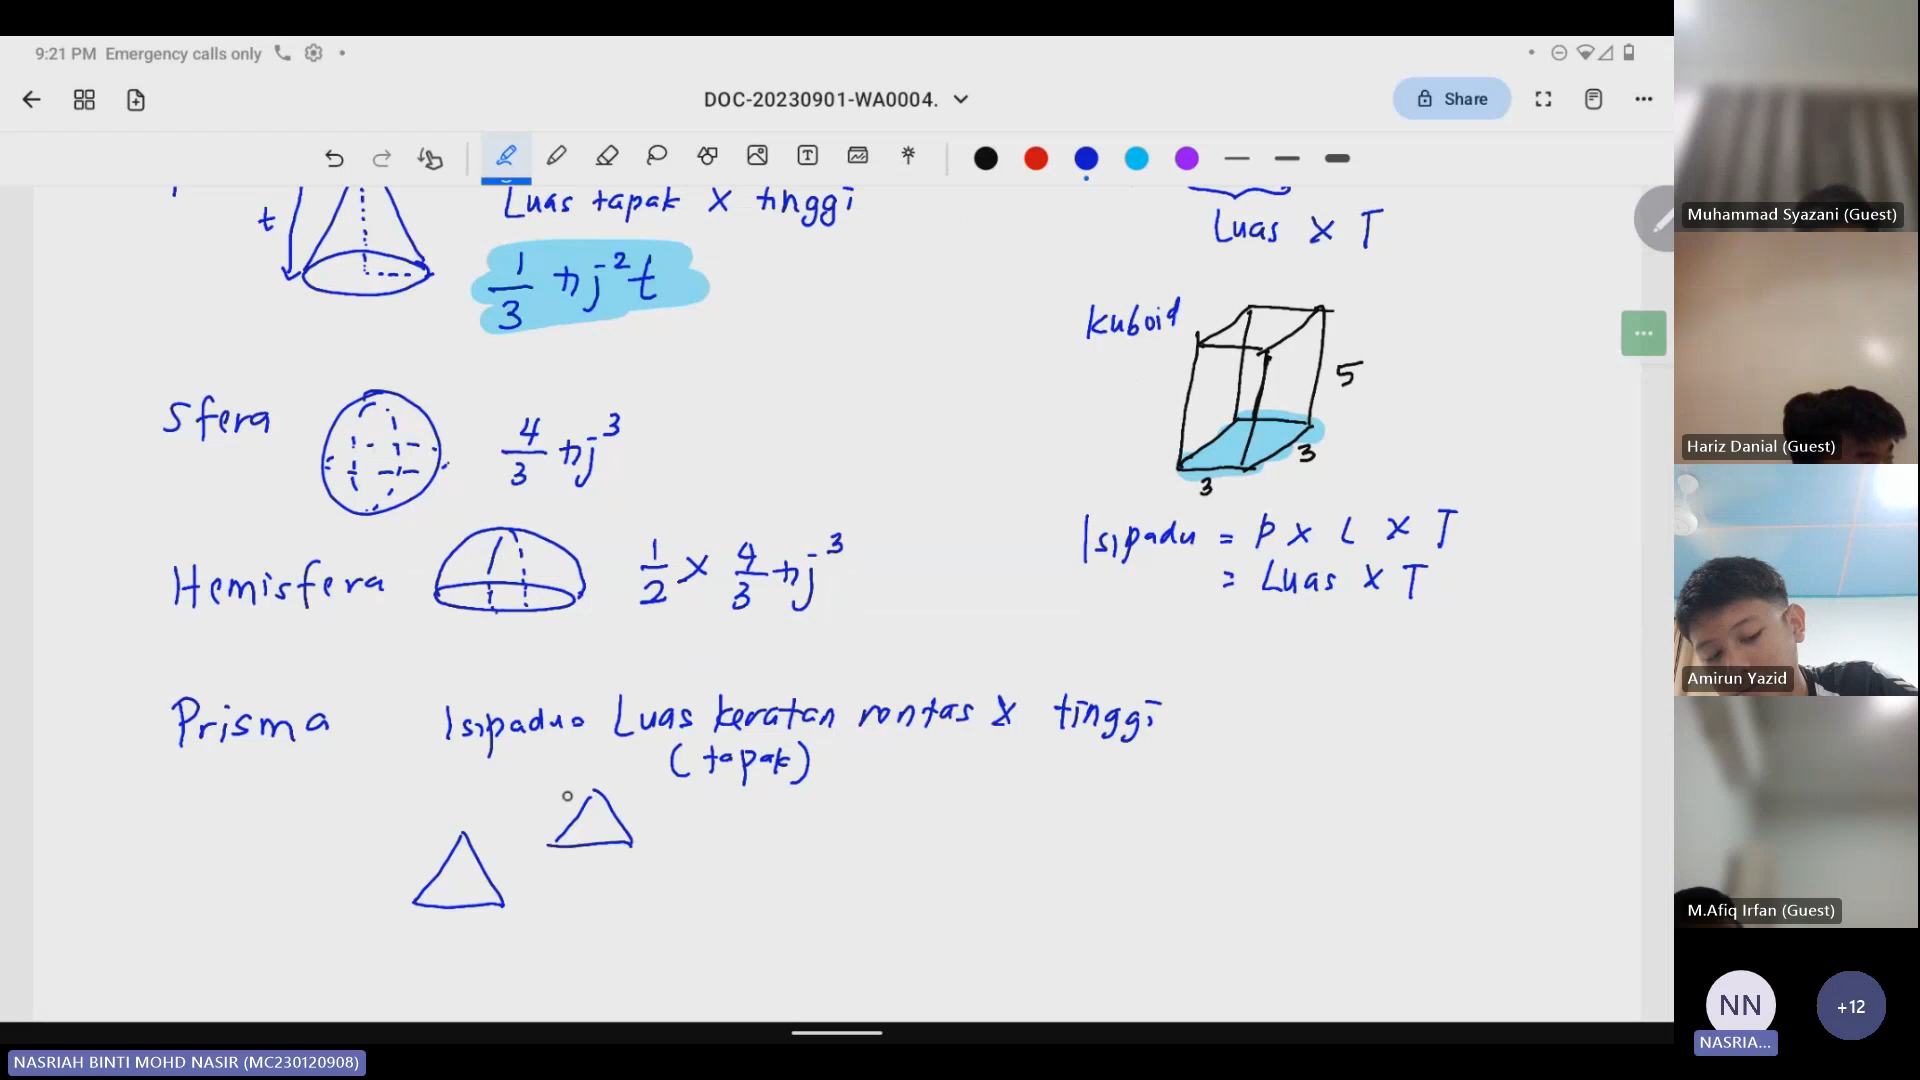 9:21 PM Emergency calls only
DOC-20230901-WA0004.
Share
t
Luas tapak x tinggi
1/3 πj²t
Luas x T
Kuboid
5
3
3
Sfera
4/3 πj³
Isipadu = P x L x T
= Luas x T
Hemisfera
1/2 x 4/3 πj³
Prisma
Isipadu = Luas keratan rentas x tinggi
(tapak)
Muhammad Syazani (Guest)
Hariz Danial (Guest)
Amirun Yazid
M.Afiq Irfan (Guest)
NN
+12
NASRIA...
NASRIAH BINTI MOHD NASIR (MC230120908)